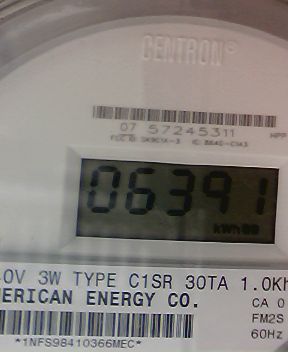 CENTRON®
07 57245311
06391
kWh
0V 3W TYPE C1SR 30TA 1.0Kh
ERICAN ENERGY CO.
CA 0
FM2S
60Hz
*1NFS98410366MEC*